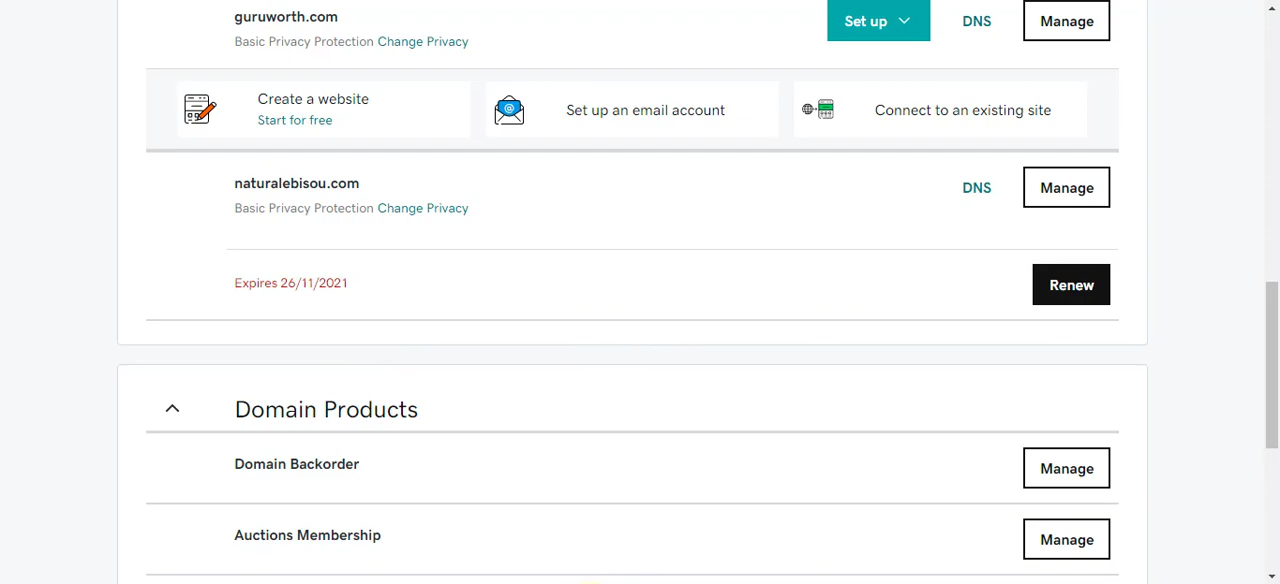 guruworth.com
Set up
DNS
Manage
Basic Privacy Protection Change Privacy
Create a website
Start for free
Set up an email account
Connect to an existing site
naturalebisou.com
DNS
Manage
Basic Privacy Protection Change Privacy
Expires 26/11/2021
Renew
Domain Products
Domain Backorder
Manage
Auctions Membership
Manage